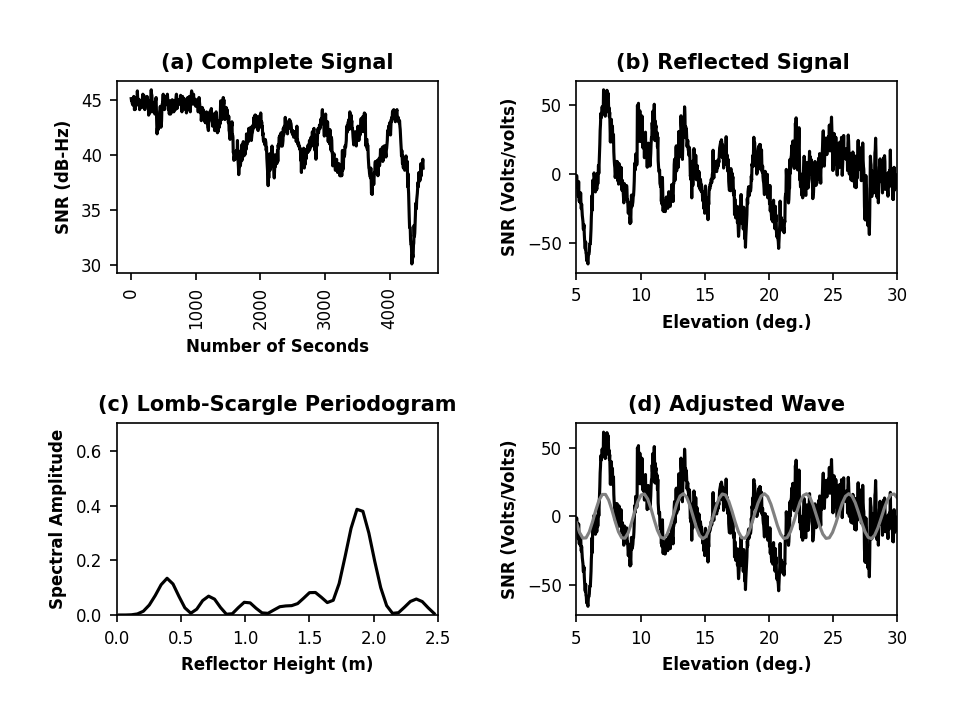 (a) Complete Signal
SNR (dB-Hz)
45
40
35
30
0
1000
2000
3000
4000
Number of Seconds
(b) Reflected Signal
SNR (Volts/volts)
50
0
−50
5 10 15 20 25 30
Elevation (deg.)
(c) Lomb-Scargle Periodogram
Spectral Amplitude
0.6
0.4
0.2
0.0
0.0 0.5 1.0 1.5 2.0 2.5
Reflector Height (m)
(d) Adjusted Wave
SNR (Volts/Volts)
50
0
−50
5 10 15 20 25 30
Elevation (deg.)